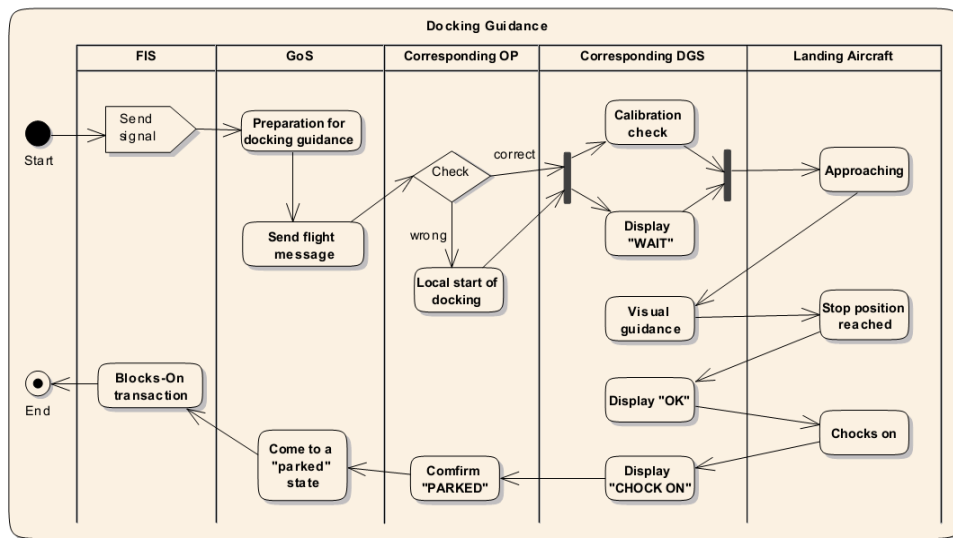 Docking Guidance
FIS
GoS
Corresponding OP
Corresponding DGS
Landing Aircraft
Start
Send
signal
Preparation for
docking guidance
Send flight
message
Check
correct
wrong
Local start of
docking
Calibration
check
Display
"WAIT"
Approaching
Visual
guidance
Stop position
reached
Display "OK"
Chocks on
Display
"CHOCK ON"
Comfirm
"PARKED"
Come to a
"parked"
state
Blocks-On
transaction
End